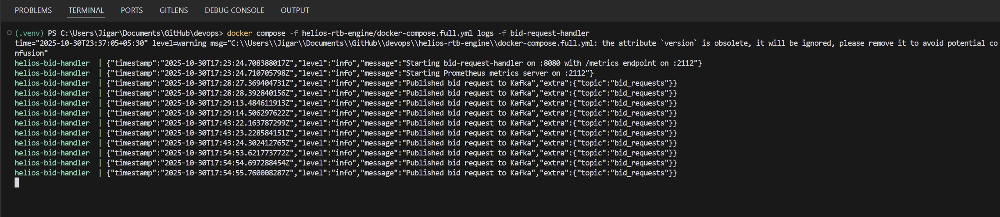 PROBLEMS TERMINAL PORTS GITLENS DEBUG CONSOLE OUTPUT
(.venv) PS C:\Users\Jigar\Documents\GitHub\devops> docker compose -f helios-rtb-engine/docker-compose.full.yml logs -f bid-request-handler
time="2025-10-30T23:37:05+05:30" level=warning msg="C:\\Users\\Jigar\\Documents\\GitHub\\devops\\helios-rtb-engine\\docker-compose.full.yml: the attribute `version` is obsolete, it will be ignored, please remove it to avoid potential co
nfusion"
helios-bid-handler | {"timestamp":"2025-10-30T17:23:24.708388017Z","level":"info","message":"Starting bid-request-handler on :8080 with /metrics endpoint on :2112"}
helios-bid-handler | {"timestamp":"2025-10-30T17:23:24.710705798Z","level":"info","message":"Starting Prometheus metrics server on :2112"}
helios-bid-handler | {"timestamp":"2025-10-30T17:28:27.369404731Z","level":"info","message":"Published bid request to Kafka","extra":{"topic":"bid_requests"}}
helios-bid-handler | {"timestamp":"2025-10-30T17:28:28.392840156Z","level":"info","message":"Published bid request to Kafka","extra":{"topic":"bid_requests"}}
helios-bid-handler | {"timestamp":"2025-10-30T17:29:13.484611913Z","level":"info","message":"Published bid request to Kafka","extra":{"topic":"bid_requests"}}
helios-bid-handler | {"timestamp":"2025-10-30T17:29:14.506297622Z","level":"info","message":"Published bid request to Kafka","extra":{"topic":"bid_requests"}}
helios-bid-handler | {"timestamp":"2025-10-30T17:43:22.163787299Z","level":"info","message":"Published bid request to Kafka","extra":{"topic":"bid_requests"}}
helios-bid-handler | {"timestamp":"2025-10-30T17:43:23.228584151Z","level":"info","message":"Published bid request to Kafka","extra":{"topic":"bid_requests"}}
helios-bid-handler | {"timestamp":"2025-10-30T17:43:24.302412765Z","level":"info","message":"Published bid request to Kafka","extra":{"topic":"bid_requests"}}
helios-bid-handler | {"timestamp":"2025-10-30T17:54:53.621773772Z","level":"info","message":"Published bid request to Kafka","extra":{"topic":"bid_requests"}}
helios-bid-handler | {"timestamp":"2025-10-30T17:54:54.697288454Z","level":"info","message":"Published bid request to Kafka","extra":{"topic":"bid_requests"}}
helios-bid-handler | {"timestamp":"2025-10-30T17:54:55.760008287Z","level":"info","message":"Published bid request to Kafka","extra":{"topic":"bid_requests"}}